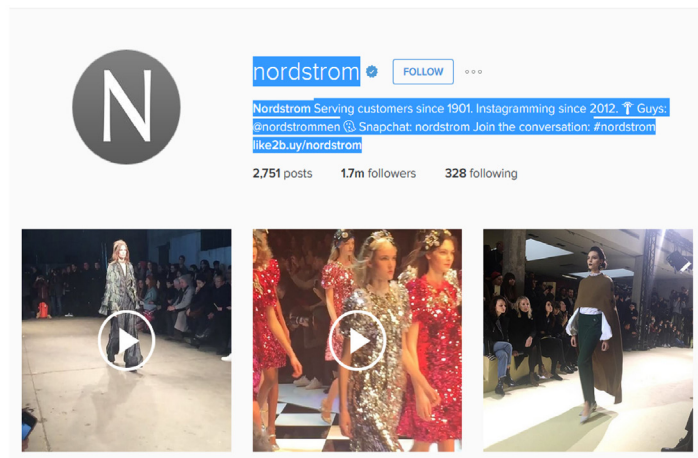 N
nordstrom FOLLOW
Nordstrom Serving customers since 1901. Instagramming since 2012. Guys:
@nordstrommen Snapchat: nordstrom Join the conversation: #nordstrom
like2b.uy/nordstrom
2,751 posts 1.7m followers 328 following